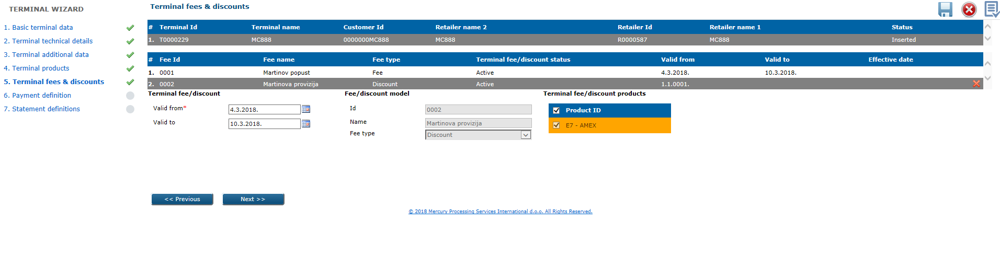 TERMINAL WIZARD
1. Basic terminal data
2. Terminal technical details
3. Terminal additional data
4. Terminal products
5. Terminal fees & discounts
6. Payment definition
7. Statement definitions
Terminal fees & discounts
# Terminal Id Terminal name Customer Id Retailer name 2 Retailer Id Retailer name 1 Status
1. T0000229 MC888 0000000MC888 MC888 R0000587 MC888 Inserted
# Fee Id Fee name Fee type Terminal fee/discount status Valid from Valid to Effective date
1. 0001 Martinov popust Fee Active 4.3.2018. 10.3.2018.
2. 0002 Martinova provizija Discount Active 1.1.0001.
Terminal fee/discount
Valid from* 4.3.2018.
Valid to 10.3.2018.
Fee/discount model
Id 0002
Name Martinova provizija
Fee type Discount
Terminal fee/discount products
Product ID
E7 - AMEX
<< Previous Next >>
© 2018 Mercury Processing Services International d.o.o. All Rights Reserved.